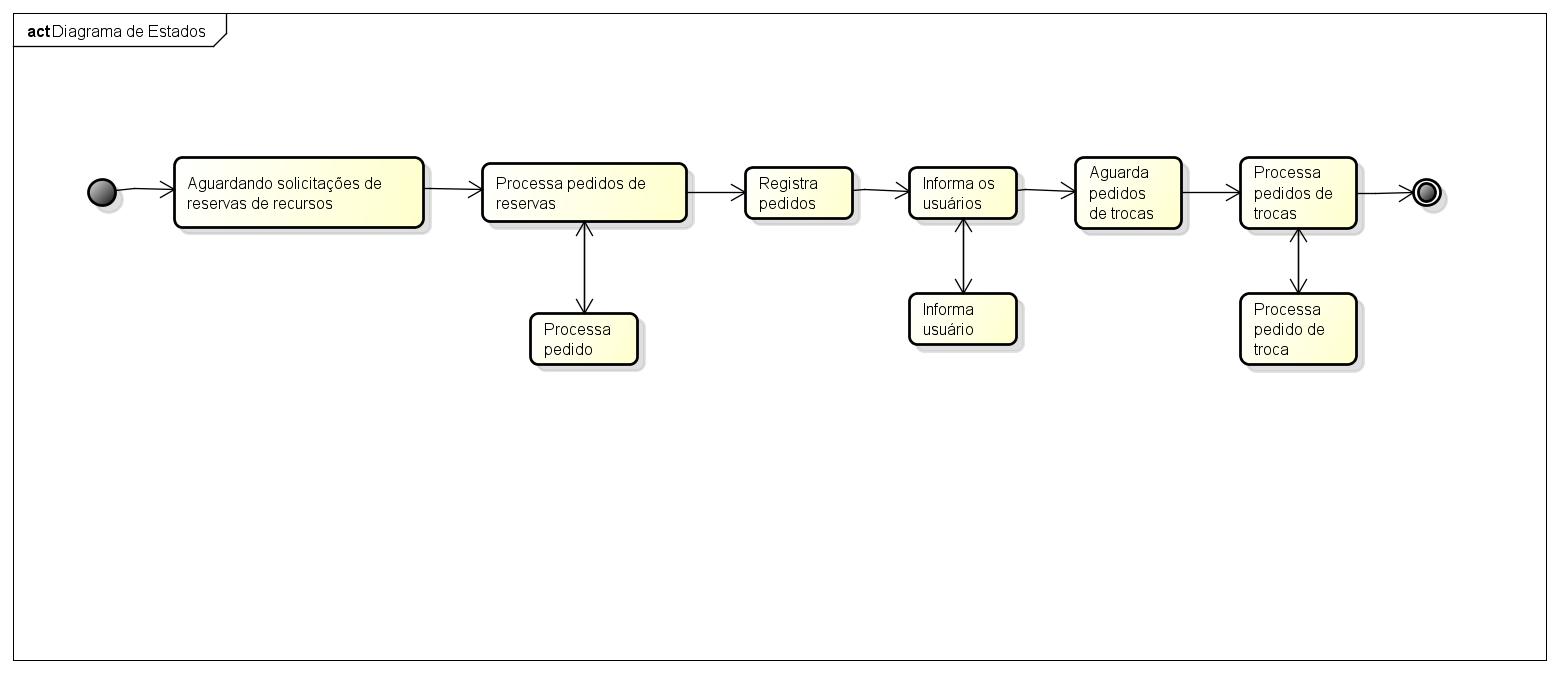 act Diagrama de Estados
Aguardando solicitações de
reservas de recursos
Processa pedidos de
reservas
Registra
pedidos
Informa os
usuários
Aguarda
pedidos
de trocas
Processa
pedidos de
trocas
Processa
pedido
Informa
usuário
Processa
pedido de
troca